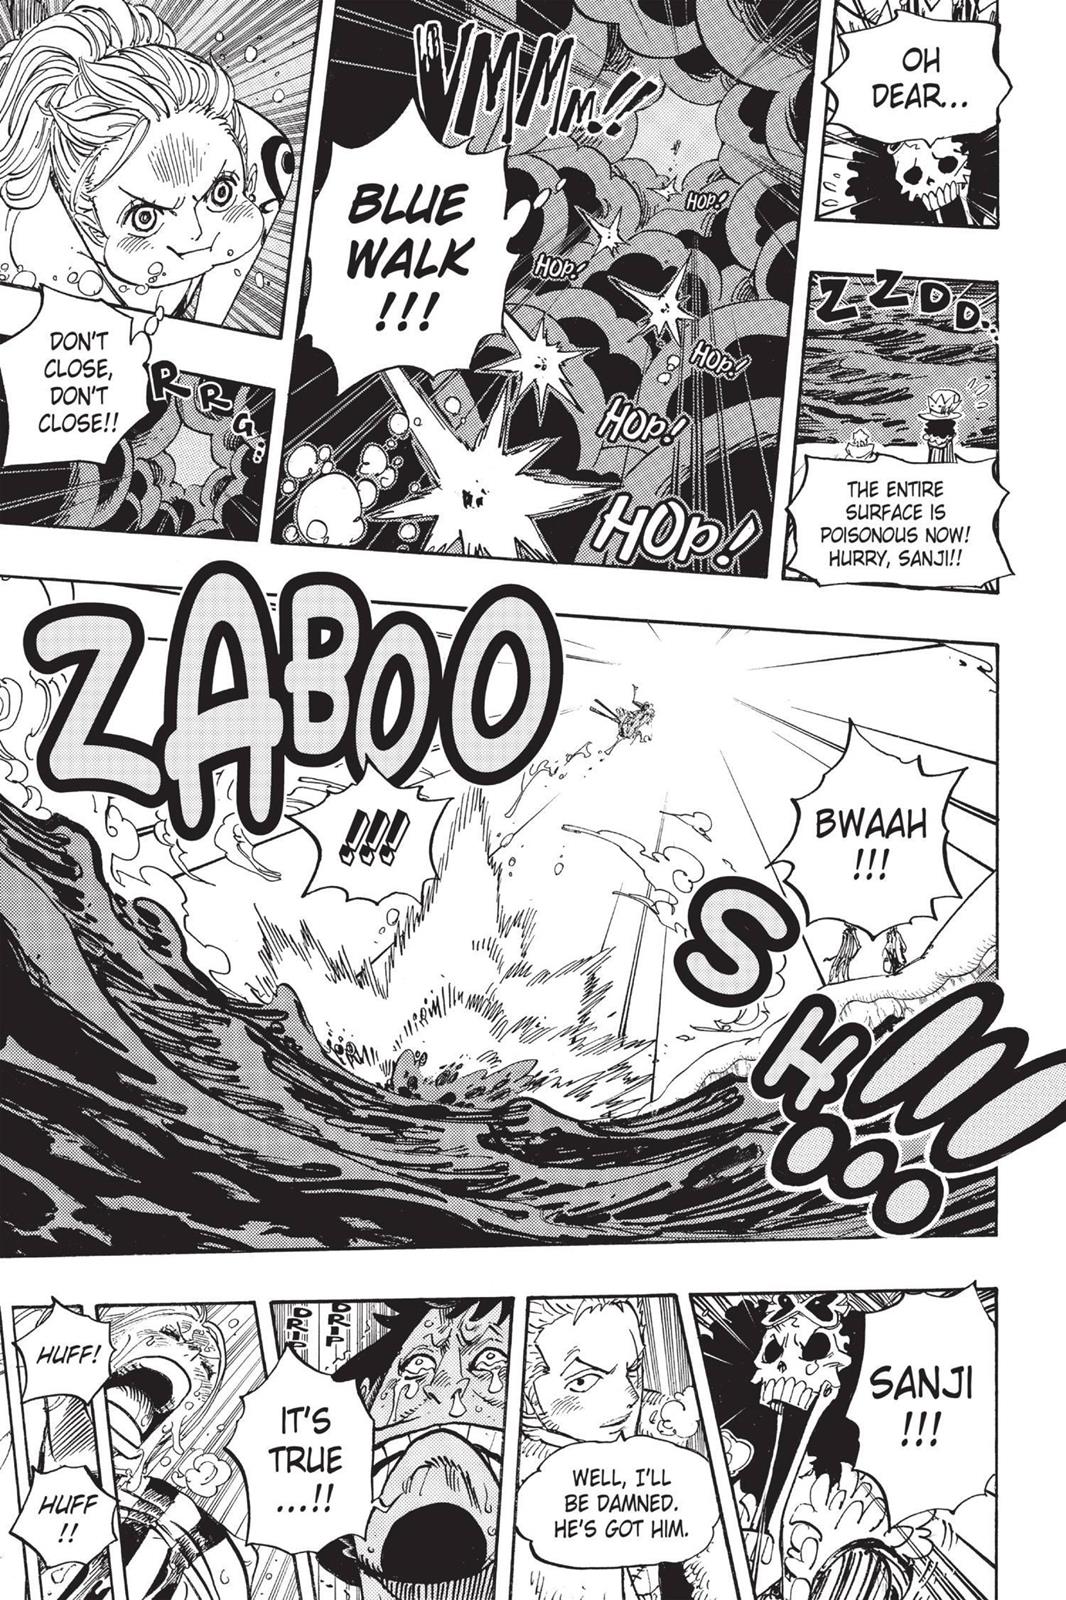 OH
DEAR...
ZZDD...
THE ENTIRE
SURFACE IS
POISONOUS NOW!
HURRY, SANJI!!
VMMM!!
HOP!
HOP!
HOP!
HOP!
HOP!
BLUE
WALK
!!!
DON'T
CLOSE,
DON'T
CLOSE!!
RRG...
ZABOO
SHOOOO
BWAAH
!!!
!!!
SANJI
!!!
WELL, I'LL
BE DAMNED.
HE'S GOT HIM.
DRIP
DRIP
IT'S
TRUE
...!!
HUFF!
HUFF
!!